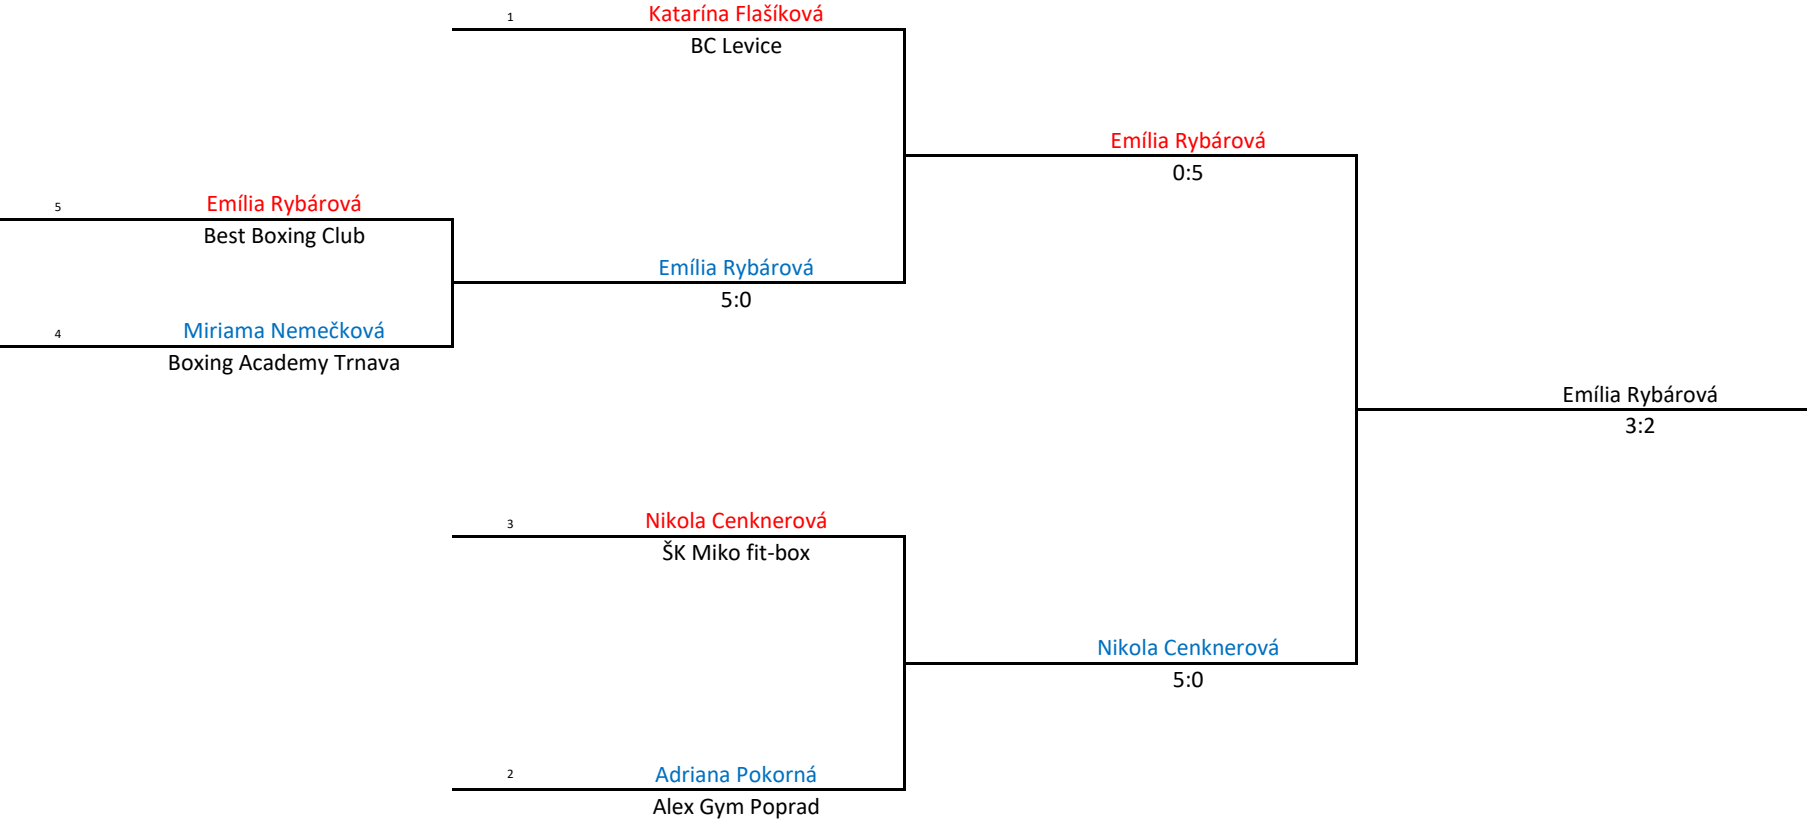 1
Katarína Flašíková
BC Levice
Emília Rybárová
0:5
5
Emília Rybárová
Best Boxing Club
Emília Rybárová
5:0
4
Miriama Nemečková
Boxing Academy Trnava
Emília Rybárová
3:2
3
Nikola Cenknerová
ŠK Miko fit-box
Nikola Cenknerová
5:0
2
Adriana Pokorná
Alex Gym Poprad